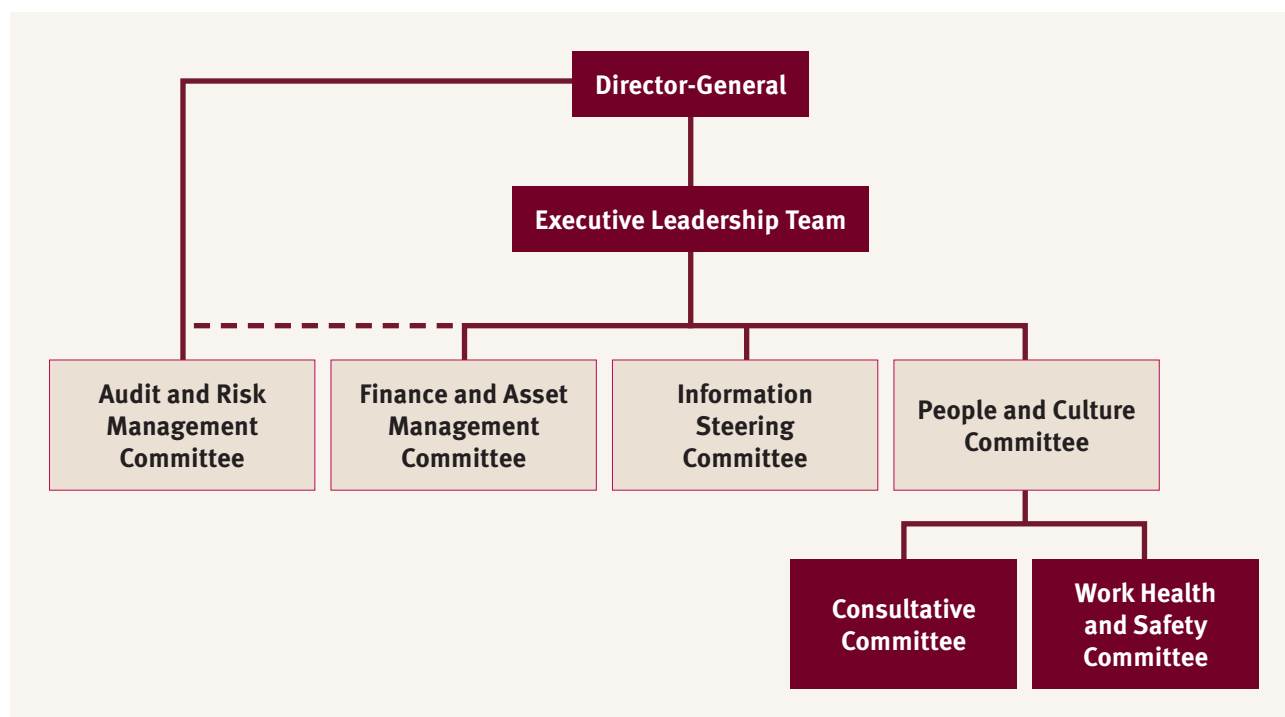 Director-General
Executive Leadership Team
Audit and Risk
Management
Committee
Finance and Asset
Management
Committee
Information
Steering
Committee
People and Culture
Committee
Consultative
Committee
Work Health
and Safety
Committee